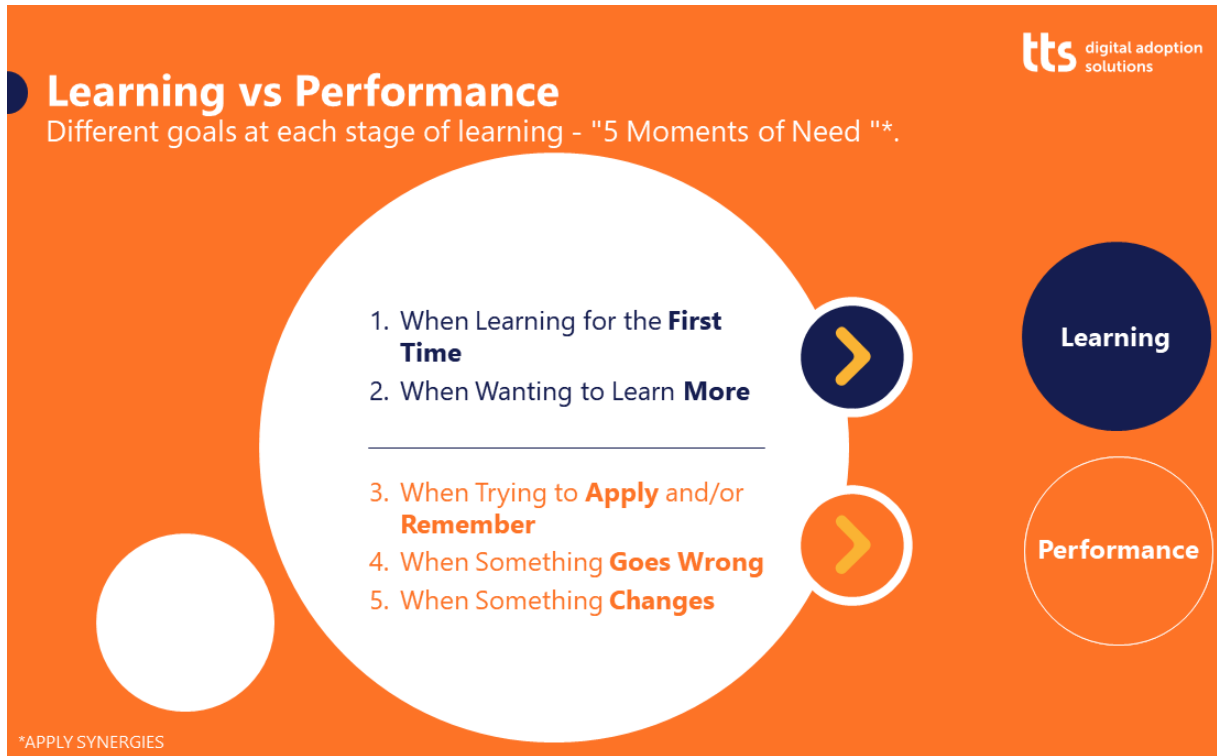 tts digital adoption
solutions
Learning vs Performance
Different goals at each stage of learning - "5 Moments of Need "*.
1. When Learning for the First
Time
2. When Wanting to Learn More
3. When Trying to Apply and/or
Remember
4. When Something Goes Wrong
5. When Something Changes
Learning
Performance
*APPLY SYNERGIES